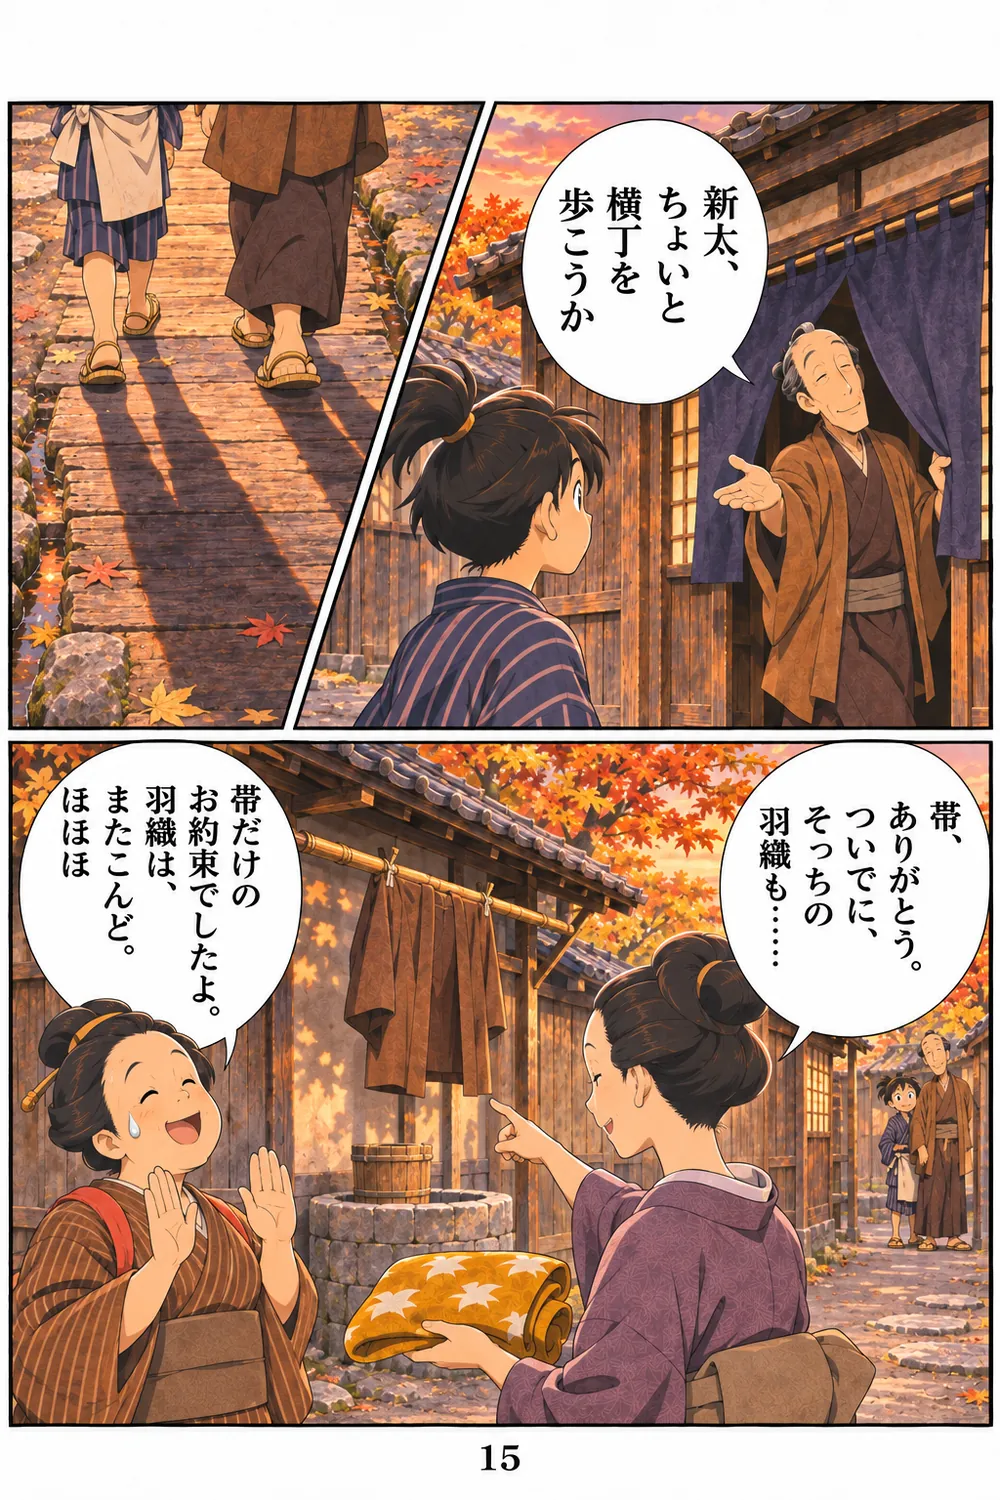 新太、
ちょいと
横丁を
歩こうか
帯、
ありがとう。
ついでに、
そっちの
羽織も……
帯だけの
お約束でしたよ。
羽織は、
またこんど。
ほほほ
15